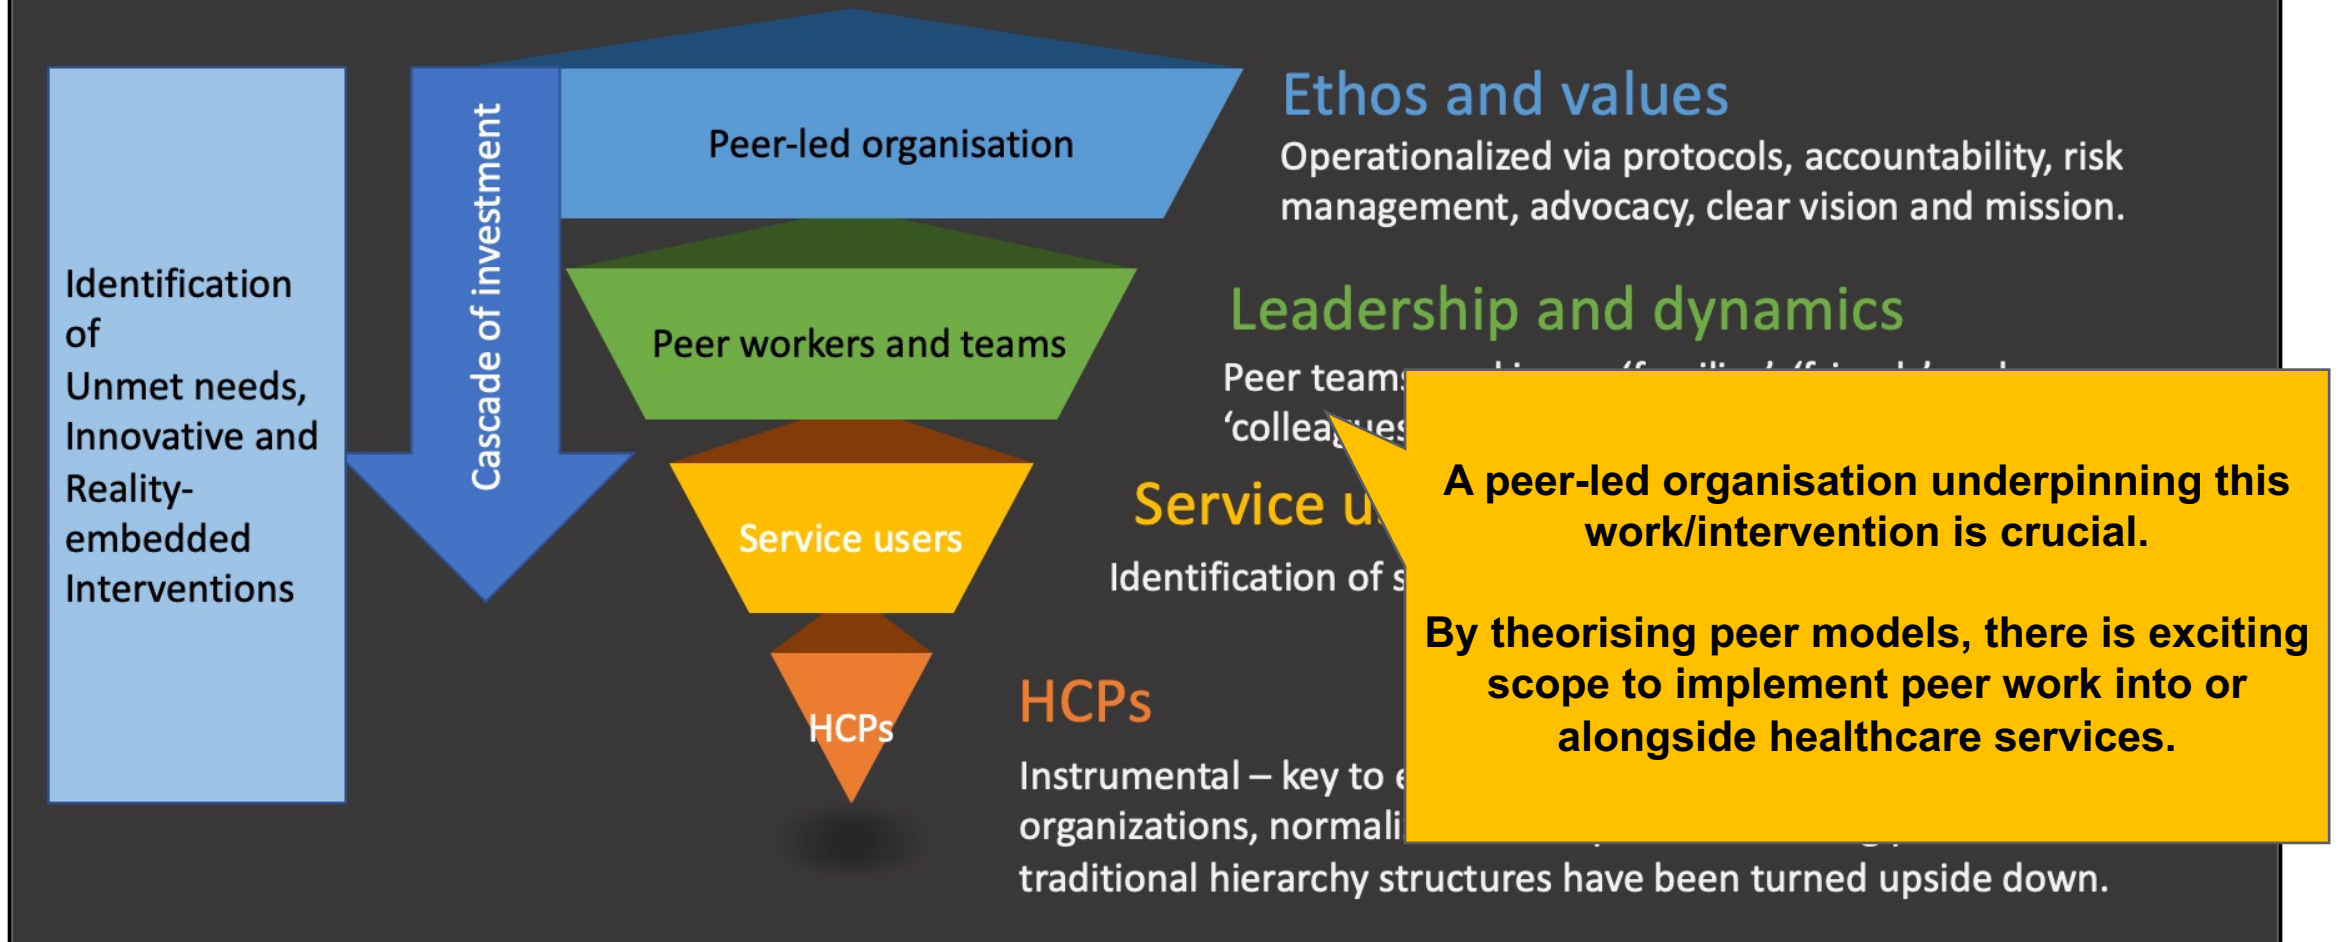 Identification
of
Unmet needs,
Innovative and
Reality-
embedded
Interventions
Cascade of investment
Peer-led organisation
Peer workers and teams
Service users
HCPs
Ethos and values
Operationalized via protocols, accountability, risk
management, advocacy, clear vision and mission.
Leadership and dynamics
Peer
Service
Identification of
HCPs
Instrumental – key to
organizations,
traditional hierarchy structures have been turned upside down.
A peer-led organisation underpinning this
work/intervention is crucial.
By theorising peer models, there is exciting
scope to implement peer work into or
alongside healthcare services.